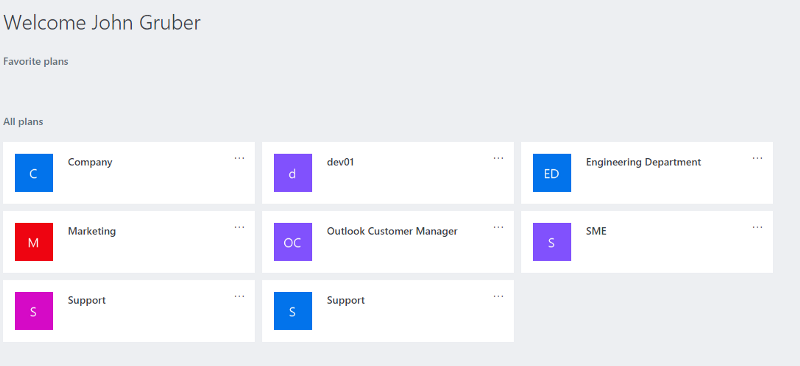 Welcome John Gruber
Favorite plans
All plans
C Company ...
d dev01 ...
ED Engineering Department ...
M Marketing ...
OC Outlook Customer Manager ...
S SME ...
S Support ...
S Support ...